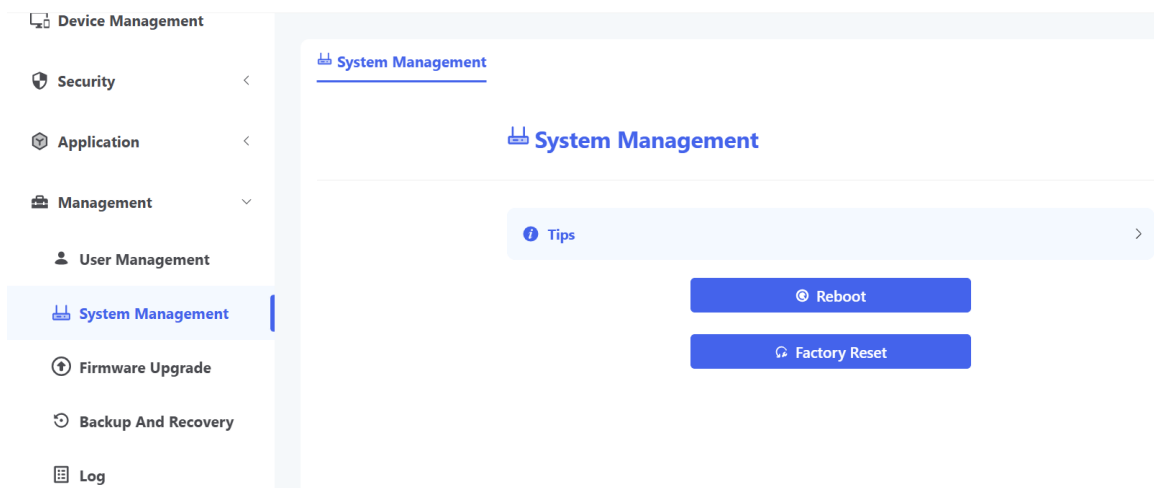 Device Management
Security
Application
Management
User Management
System Management
Firmware Upgrade
Backup And Recovery
Log
System Management
System Management
Tips
Reboot
Factory Reset